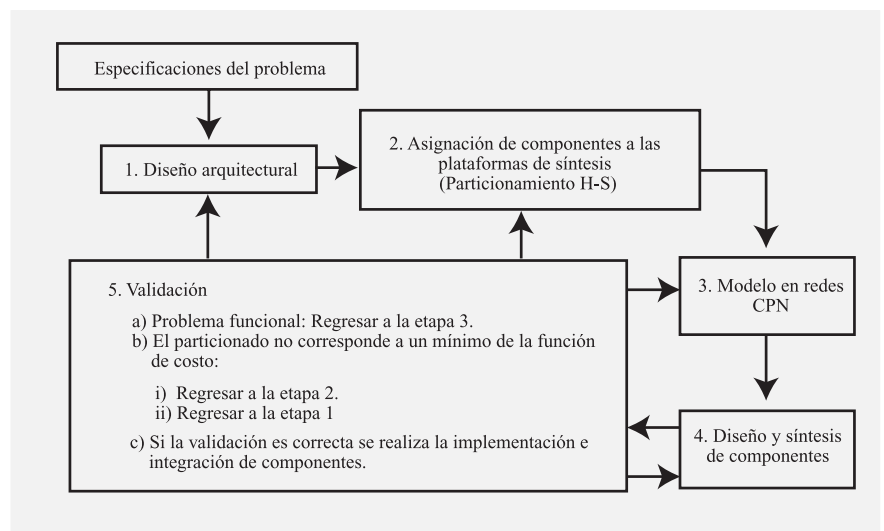 Especificaciones del problema
1. Diseño arquitectural
2. Asignación de componentes a las
plataformas de síntesis
(Particionamiento H-S)
3. Modelo en redes
CPN
4. Diseño y síntesis
de componentes
5. Validación
a) Problema funcional: Regresar a la etapa 3.
b) El particionado no corresponde a un mínimo de la función
de costo:
i) Regresar a la etapa 2.
ii) Regresar a la etapa 1
c) Si la validación es correcta se realiza la implementación e
integración de componentes.